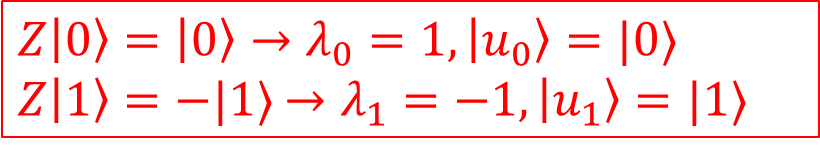 Z|0⟩ = |0⟩ → λ₀ = 1, |u₀⟩ = |0⟩
Z|1⟩ = −|1⟩ → λ₁ = −1, |u₁⟩ = |1⟩